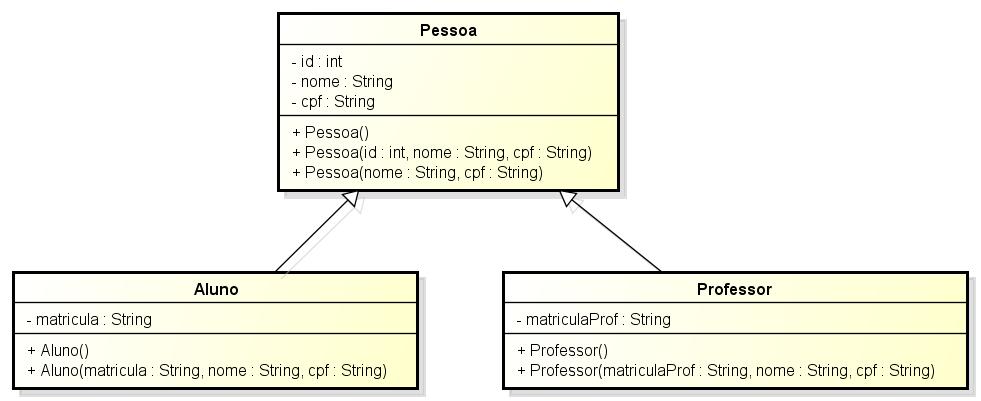 Pessoa
- id : int
- nome : String
- cpf : String
+ Pessoa()
+ Pessoa(id : int, nome : String, cpf : String)
+ Pessoa(nome : String, cpf : String)
Aluno
- matricula : String
+ Aluno()
+ Aluno(matricula : String, nome : String, cpf : String)
Professor
- matriculaProf : String
+ Professor()
+ Professor(matriculaProf : String, nome : String, cpf : String)